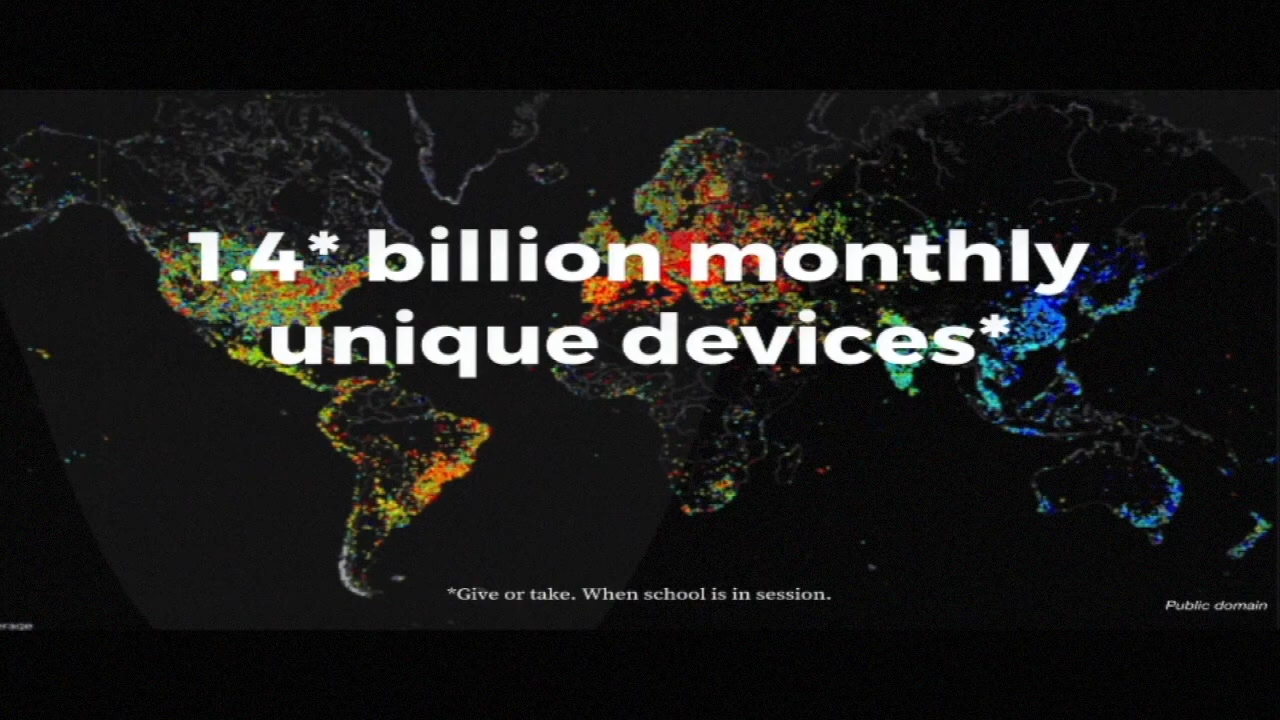 1.4* billion monthly
unique devices*
*Give or take. When school is in session.
Public domain